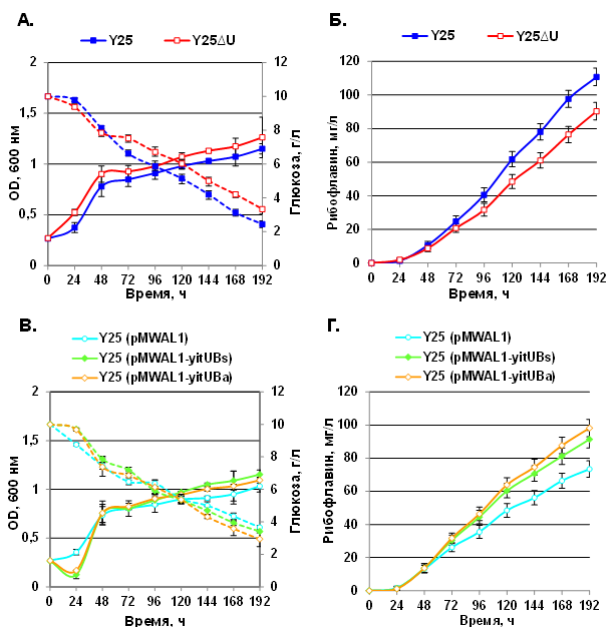 А.
Y25
Y25ΔU
OD, 600 нм
2
1,5
1
0,5
0
12
10
8
6
4
2
0
Глюкоза, г/л
0 24 48 72 96 120 144 168 192
Время, ч
Б.
Y25
Y25ΔU
Рибофлавин, мг/л
120
100
80
60
40
20
0
0 24 48 72 96 120 144 168 192
Время, ч
В.
Y25 (pMWAL1)
Y25 (pMWAL1-yitUBs)
Y25 (pMWAL1-yitUBa)
OD, 600 нм
2
1,5
1
0,5
0
12
10
8
6
4
2
0
Глюкоза, г/л
0 24 48 72 96 120 144 168 192
Время, ч
Г.
Y25 (pMWAL1)
Y25 (pMWAL1-yitUBs)
Y25 (pMWAL1-yitUBa)
Рибофлавин, мг/л
120
100
80
60
40
20
0
0 24 48 72 96 120 144 168 192
Время, ч